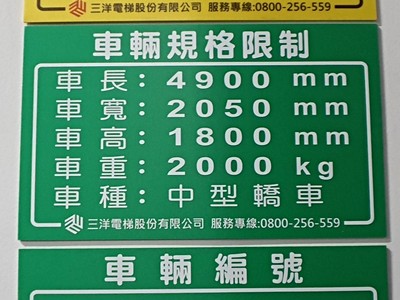 三洋電梯股份有限公司 服務專線:0800-256-559
車輛規格限制
車長: 4900 mm
車寬: 2050 mm
車高: 1800 mm
車重: 2000 kg
車種: 中型轎車
三洋電梯股份有限公司 服務專線:0800-256-559
車輛編號